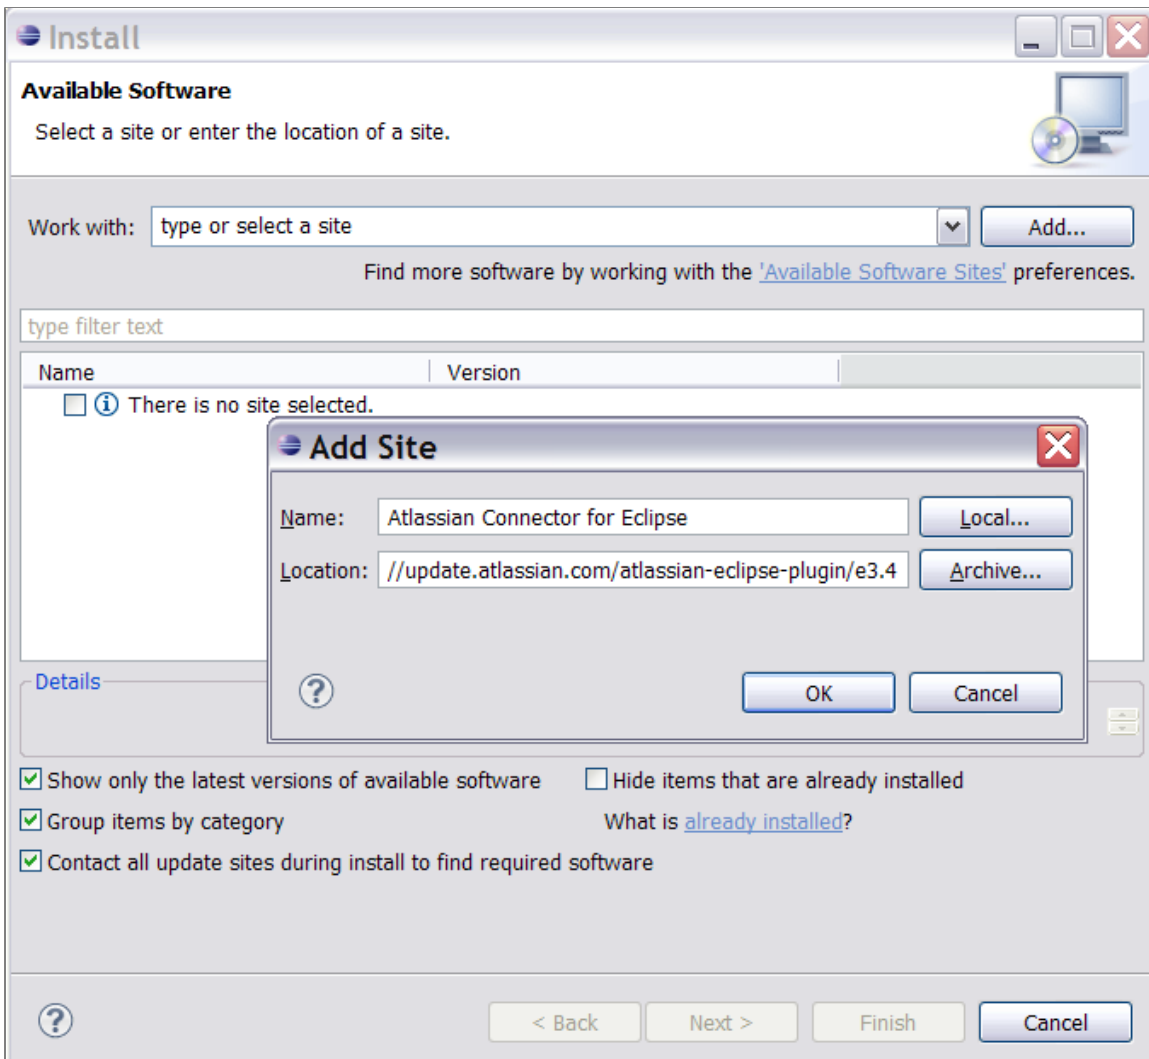 Install
Available Software
Select a site or enter the location of a site.
Work with: type or select a site Add...
Find more software by working with the 'Available Software Sites' preferences.
type filter text
Name Version
There is no site selected.
Add Site
Name: Atlassian Connector for Eclipse Local...
Location: //update.atlassian.com/atlassian-eclipse-plugin/e3.4 Archive...
Details
OK Cancel
Show only the latest versions of available software Hide items that are already installed
Group items by category What is already installed?
Contact all update sites during install to find required software
< Back Next > Finish Cancel